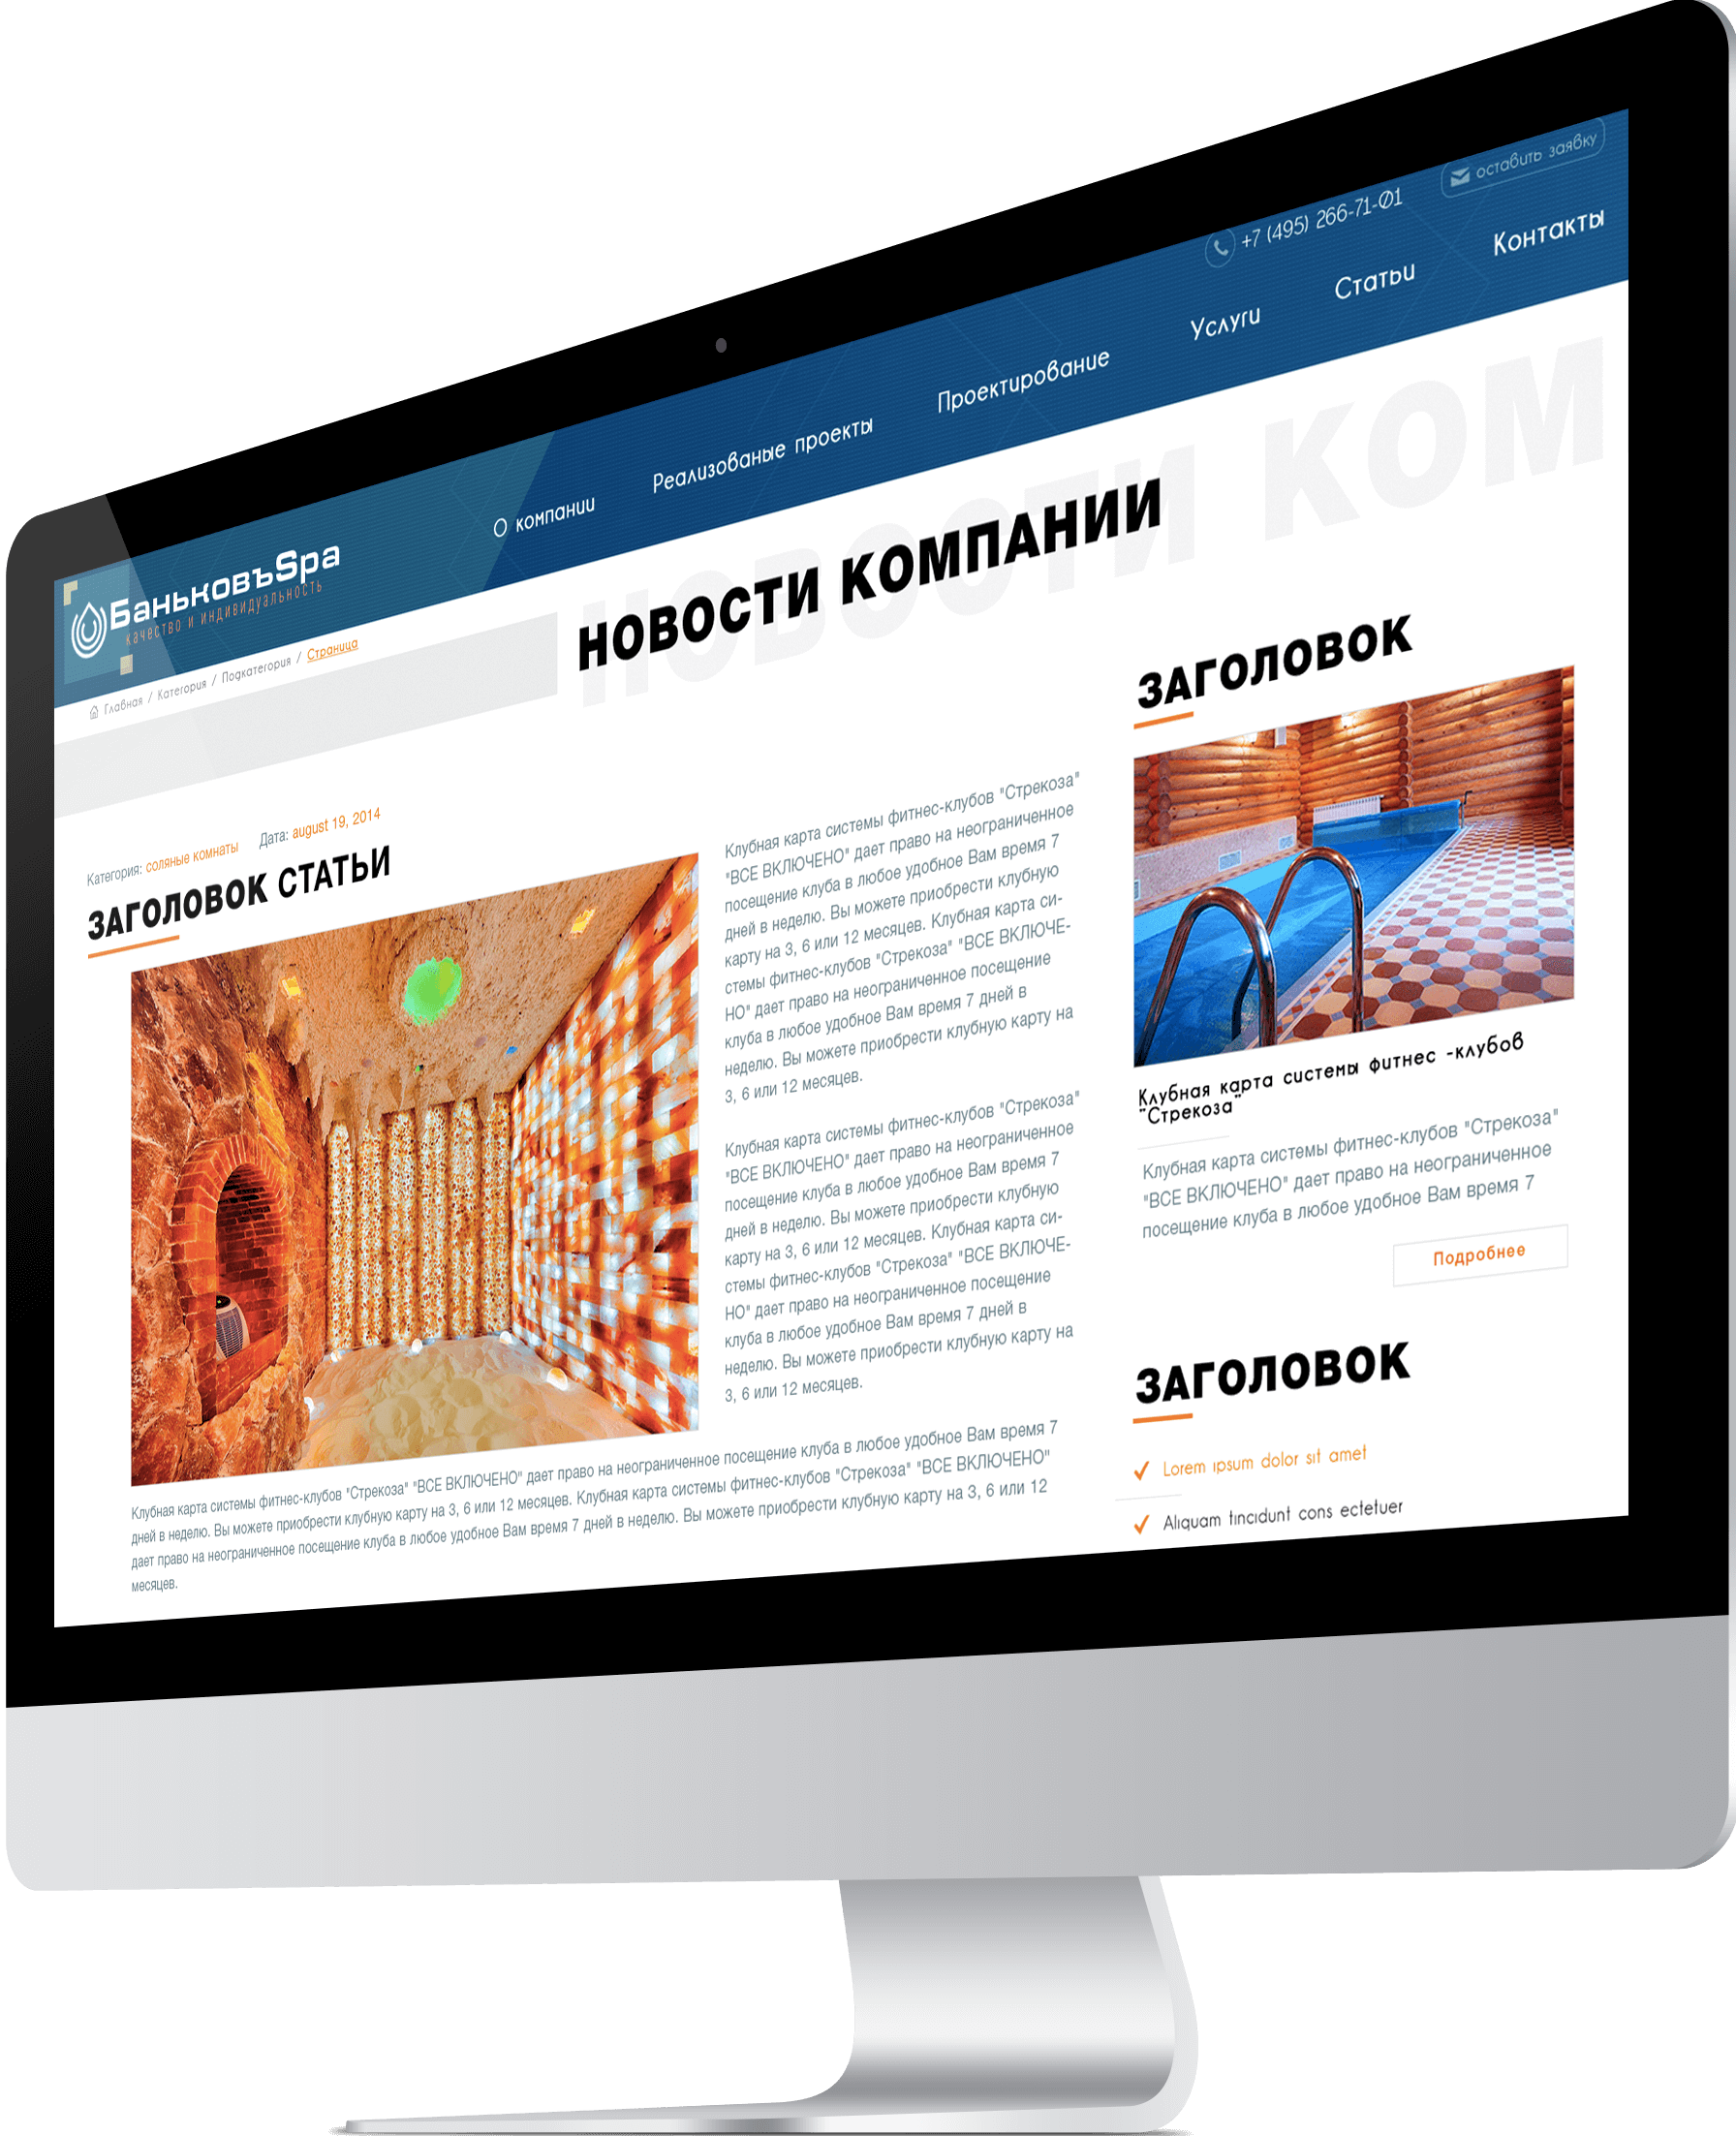 +7 (495) 266-71-01
оставить заявку
БаньковъSpa
качество и индивидуальность
О компании
Реализованые проекты
Проектирование
Услуги
Статьи
Контакты
Главная / Категория / Подкатегория / Страница
НОВОСТИ КОМ
НОВОСТИ КОМПАНИИ
Категория: соляные комнаты Дата: august 19, 2014
ЗАГОЛОВОК СТАТЬИ
Клубная карта системы фитнес-клубов "Стрекоза"
"ВСЕ ВКЛЮЧЕНО" дает право на неограниченное
посещение клуба в любое удобное Вам время 7
дней в неделю. Вы можете приобрести клубную
карту на 3, 6 или 12 месяцев. Клубная карта си-
стемы фитнес-клубов "Стрекоза" "ВСЕ ВКЛЮЧЕ-
НО" дает право на неограниченное посещение
клуба в любое удобное Вам время 7 дней в
неделю. Вы можете приобрести клубную карту на
3, 6 или 12 месяцев.
Клубная карта системы фитнес-клубов "Стрекоза"
"ВСЕ ВКЛЮЧЕНО" дает право на неограниченное
посещение клуба в любое удобное Вам время 7
дней в неделю. Вы можете приобрести клубную
карту на 3, 6 или 12 месяцев. Клубная карта си-
стемы фитнес-клубов "Стрекоза" "ВСЕ ВКЛЮЧЕ-
НО" дает право на неограниченное посещение
клуба в любое удобное Вам время 7 дней в
неделю. Вы можете приобрести клубную карту на
3, 6 или 12 месяцев.
Клубная карта системы фитнес-клубов "Стрекоза" "ВСЕ ВКЛЮЧЕНО" дает право на неограниченное посещение клуба в любое удобное Вам время 7
дней в неделю. Вы можете приобрести клубную карту на 3, 6 или 12 месяцев. Клубная карта системы фитнес-клубов "Стрекоза" "ВСЕ ВКЛЮЧЕНО"
дает право на неограниченное посещение клуба в любое удобное Вам время 7 дней в неделю. Вы можете приобрести клубную карту на 3, 6 или 12
месяцев.
ЗАГОЛОВОК
Клубная карта системы фитнес -клубов
"Стрекоза"
Клубная карта системы фитнес-клубов "Стрекоза"
"ВСЕ ВКЛЮЧЕНО" дает право на неограниченное
посещение клуба в любое удобное Вам время 7
Подробнее
ЗАГОЛОВОК
Lorem ipsum dolor sit amet
Aliquam tincidunt cons ectetuer